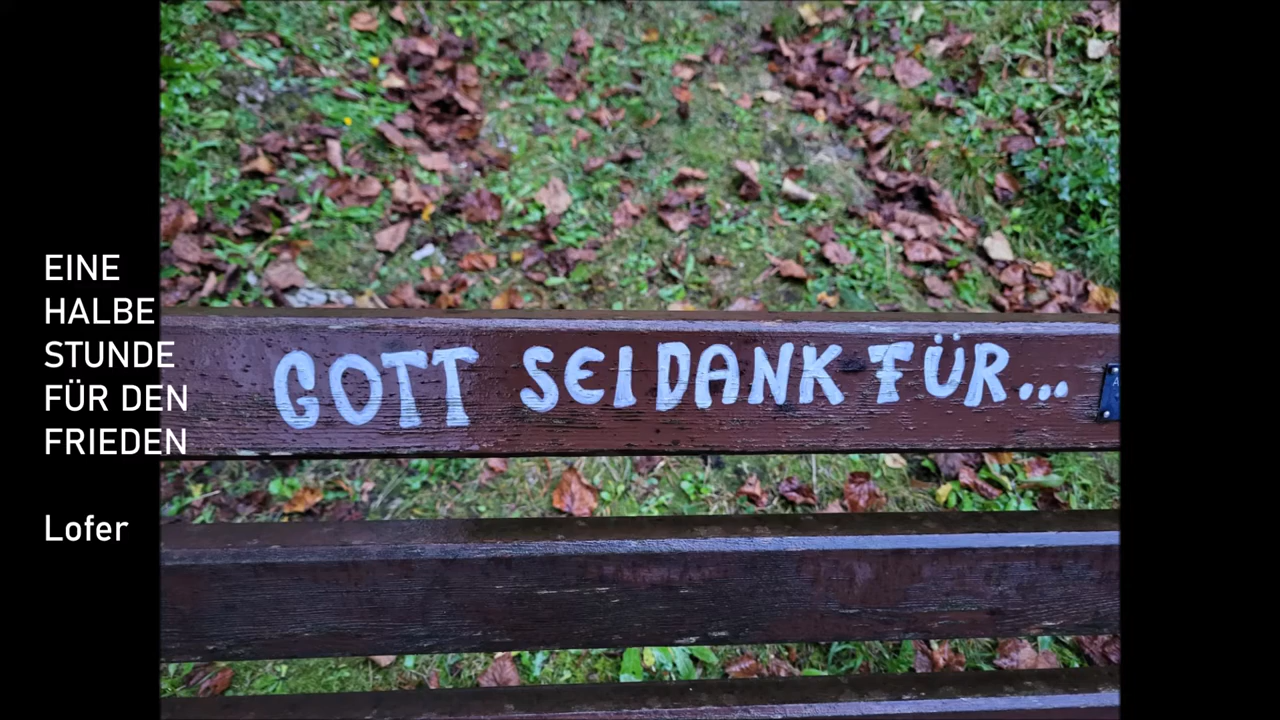 EINE
HALBE
STUNDE
FÜR DEN
FRIEDEN
Lofer
GOTT SEI DANK FÜR...